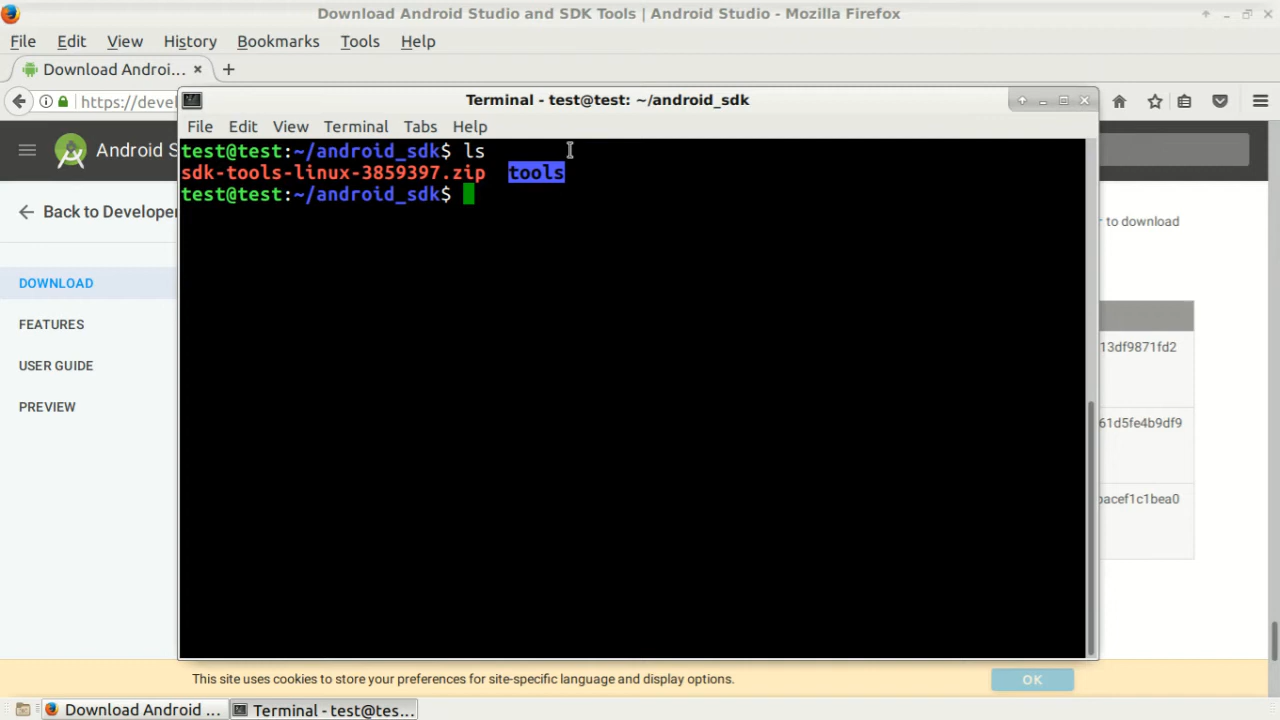 Download Android Studio and SDK Tools | Android Studio - Mozilla Firefox
File Edit View History Bookmarks Tools Help
Download Androi...
https://deve
Terminal - test@test: ~/android_sdk
File Edit View Terminal Tabs Help
Android S
test@test:~/android_sdk$ ls
sdk-tools-linux-3859397.zip tools
test@test:~/android_sdk$
Back to Developer
to download
DOWNLOAD
FEATURES
13df9871fd2
USER GUIDE
PREVIEW
61d5fe4b9df9
pacef1c1bea0
This site uses cookies to store your preferences for site-specific language and display options.
OK
Download Android ...
Terminal - test@tes...